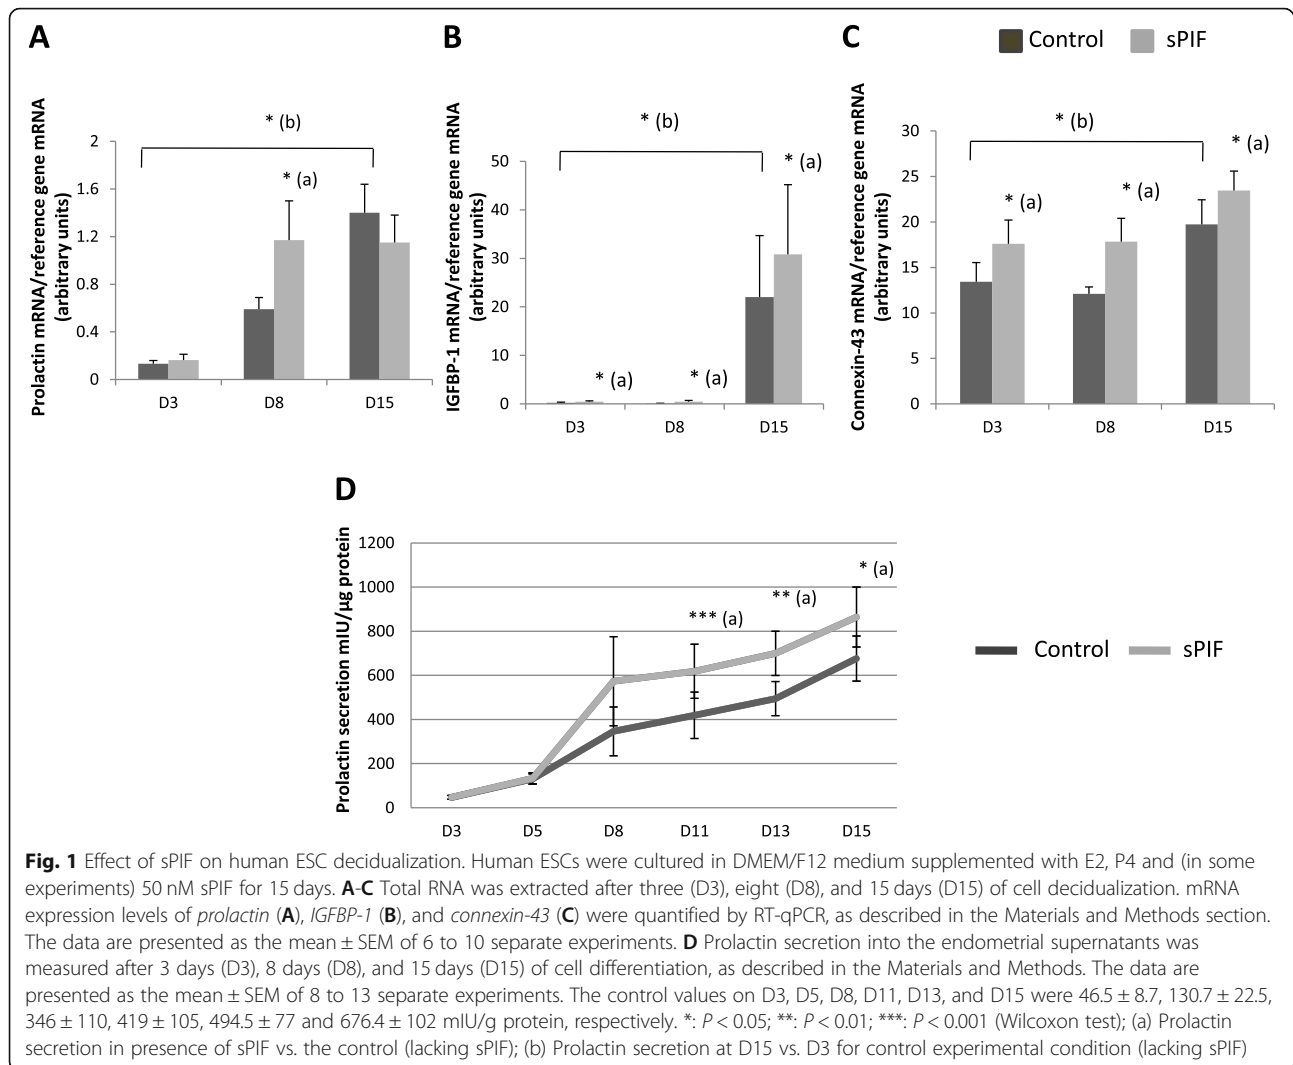 A
B
C
Control
sPIF
Prolactin mRNA/reference gene mRNA
(arbitrary units)
* (b)
* (a)
2
1.6
1.2
0.8
0.4
0
D3
D8
D15
IGFBP-1 mRNA/reference gene mRNA
(arbitrary units)
* (b)
* (a)
* (a)
* (a)
50
40
30
20
10
0
D3
D8
D15
Connexin-43 mRNA/reference gene mRNA
(arbitrary units)
* (b)
* (a)
* (a)
* (a)
30
25
20
15
10
5
0
D3
D8
D15
D
Prolactin secretion mIU/µg protein
1200
1000
800
600
400
200
0
*** (a)
** (a)
* (a)
D3
D5
D8
D11
D13
D15
Control
sPIF
Fig. 1 Effect of sPIF on human ESC decidualization. Human ESCs were cultured in DMEM/F12 medium supplemented with E2, P4 and (in some
experiments) 50 nM sPIF for 15 days. A-C Total RNA was extracted after three (D3), eight (D8), and 15 days (D15) of cell decidualization. mRNA
expression levels of prolactin (A), IGFBP-1 (B), and connexin-43 (C) were quantified by RT-qPCR, as described in the Materials and Methods section.
The data are presented as the mean ± SEM of 6 to 10 separate experiments. D Prolactin secretion into the endometrial supernatants was
measured after 3 days (D3), 8 days (D8), and 15 days (D15) of cell differentiation, as described in the Materials and Methods. The data are
presented as the mean ± SEM of 8 to 13 separate experiments. The control values on D3, D5, D8, D11, D13, and D15 were 46.5 ± 8.7, 130.7 ± 22.5,
346 ± 110, 419 ± 105, 494.5 ± 77 and 676.4 ± 102 mIU/g protein, respectively. *: P < 0.05; **: P < 0.01; ***: P < 0.001 (Wilcoxon test); (a) Prolactin
secretion in presence of sPIF vs. the control (lacking sPIF); (b) Prolactin secretion at D15 vs. D3 for control experimental condition (lacking sPIF)